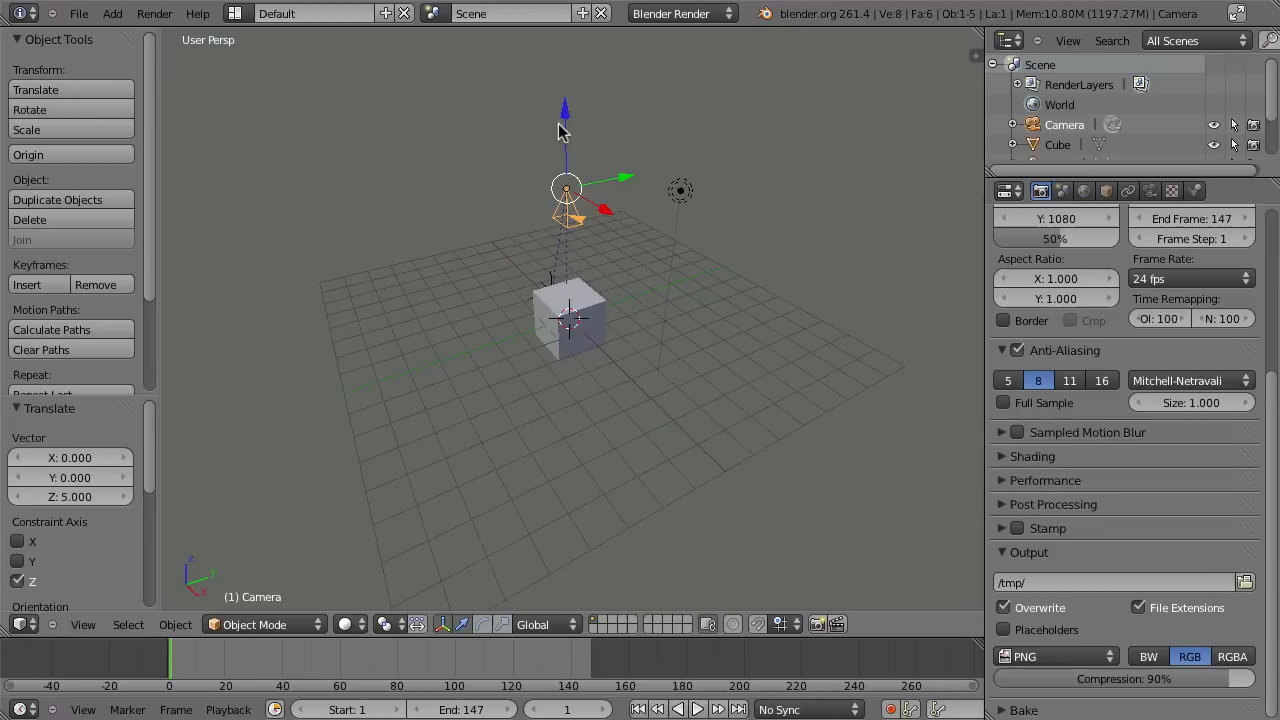 File Add Render Help Default Scene Blender Render blender.org 261.4 | Ve:8 | Fa:6 | Ob:1-5 | La:1 | Mem:10.80M (1197.27M) | Camera
Object Tools
Transform:
Translate
Rotate
Scale
Origin
Object:
Duplicate Objects
Delete
Join
Keyframes:
Insert Remove
Motion Paths:
Calculate Paths
Clear Paths
Repeat:
Translate
Vector
X: 0.000
Y: 0.000
Z: 5.000
Constraint Axis
X
Y
Z
Orientation
User Persp
z
y
x
(1) Camera
View Select Object Object Mode Global
-40 -20 0 20 40 60 80 100 120 140 160 180 200 220 240 260
View Marker Frame Playback Start: 1 End: 147 1 No Sync
View Search All Scenes
Scene
RenderLayers |
World
Camera |
Cube |
Y: 1080 End Frame: 147
50% Frame Step: 1
Aspect Ratio: Frame Rate:
X: 1.000 24 fps
Y: 1.000 Time Remapping:
Border Crop Ol: 100 N: 100
Anti-Aliasing
5 8 11 16 Mitchell-Netravali
Full Sample Size: 1.000
Sampled Motion Blur
Shading
Performance
Post Processing
Stamp
Output
/tmp/
Overwrite File Extensions
Placeholders
PNG BW RGB RGBA
Compression: 90%
Bake